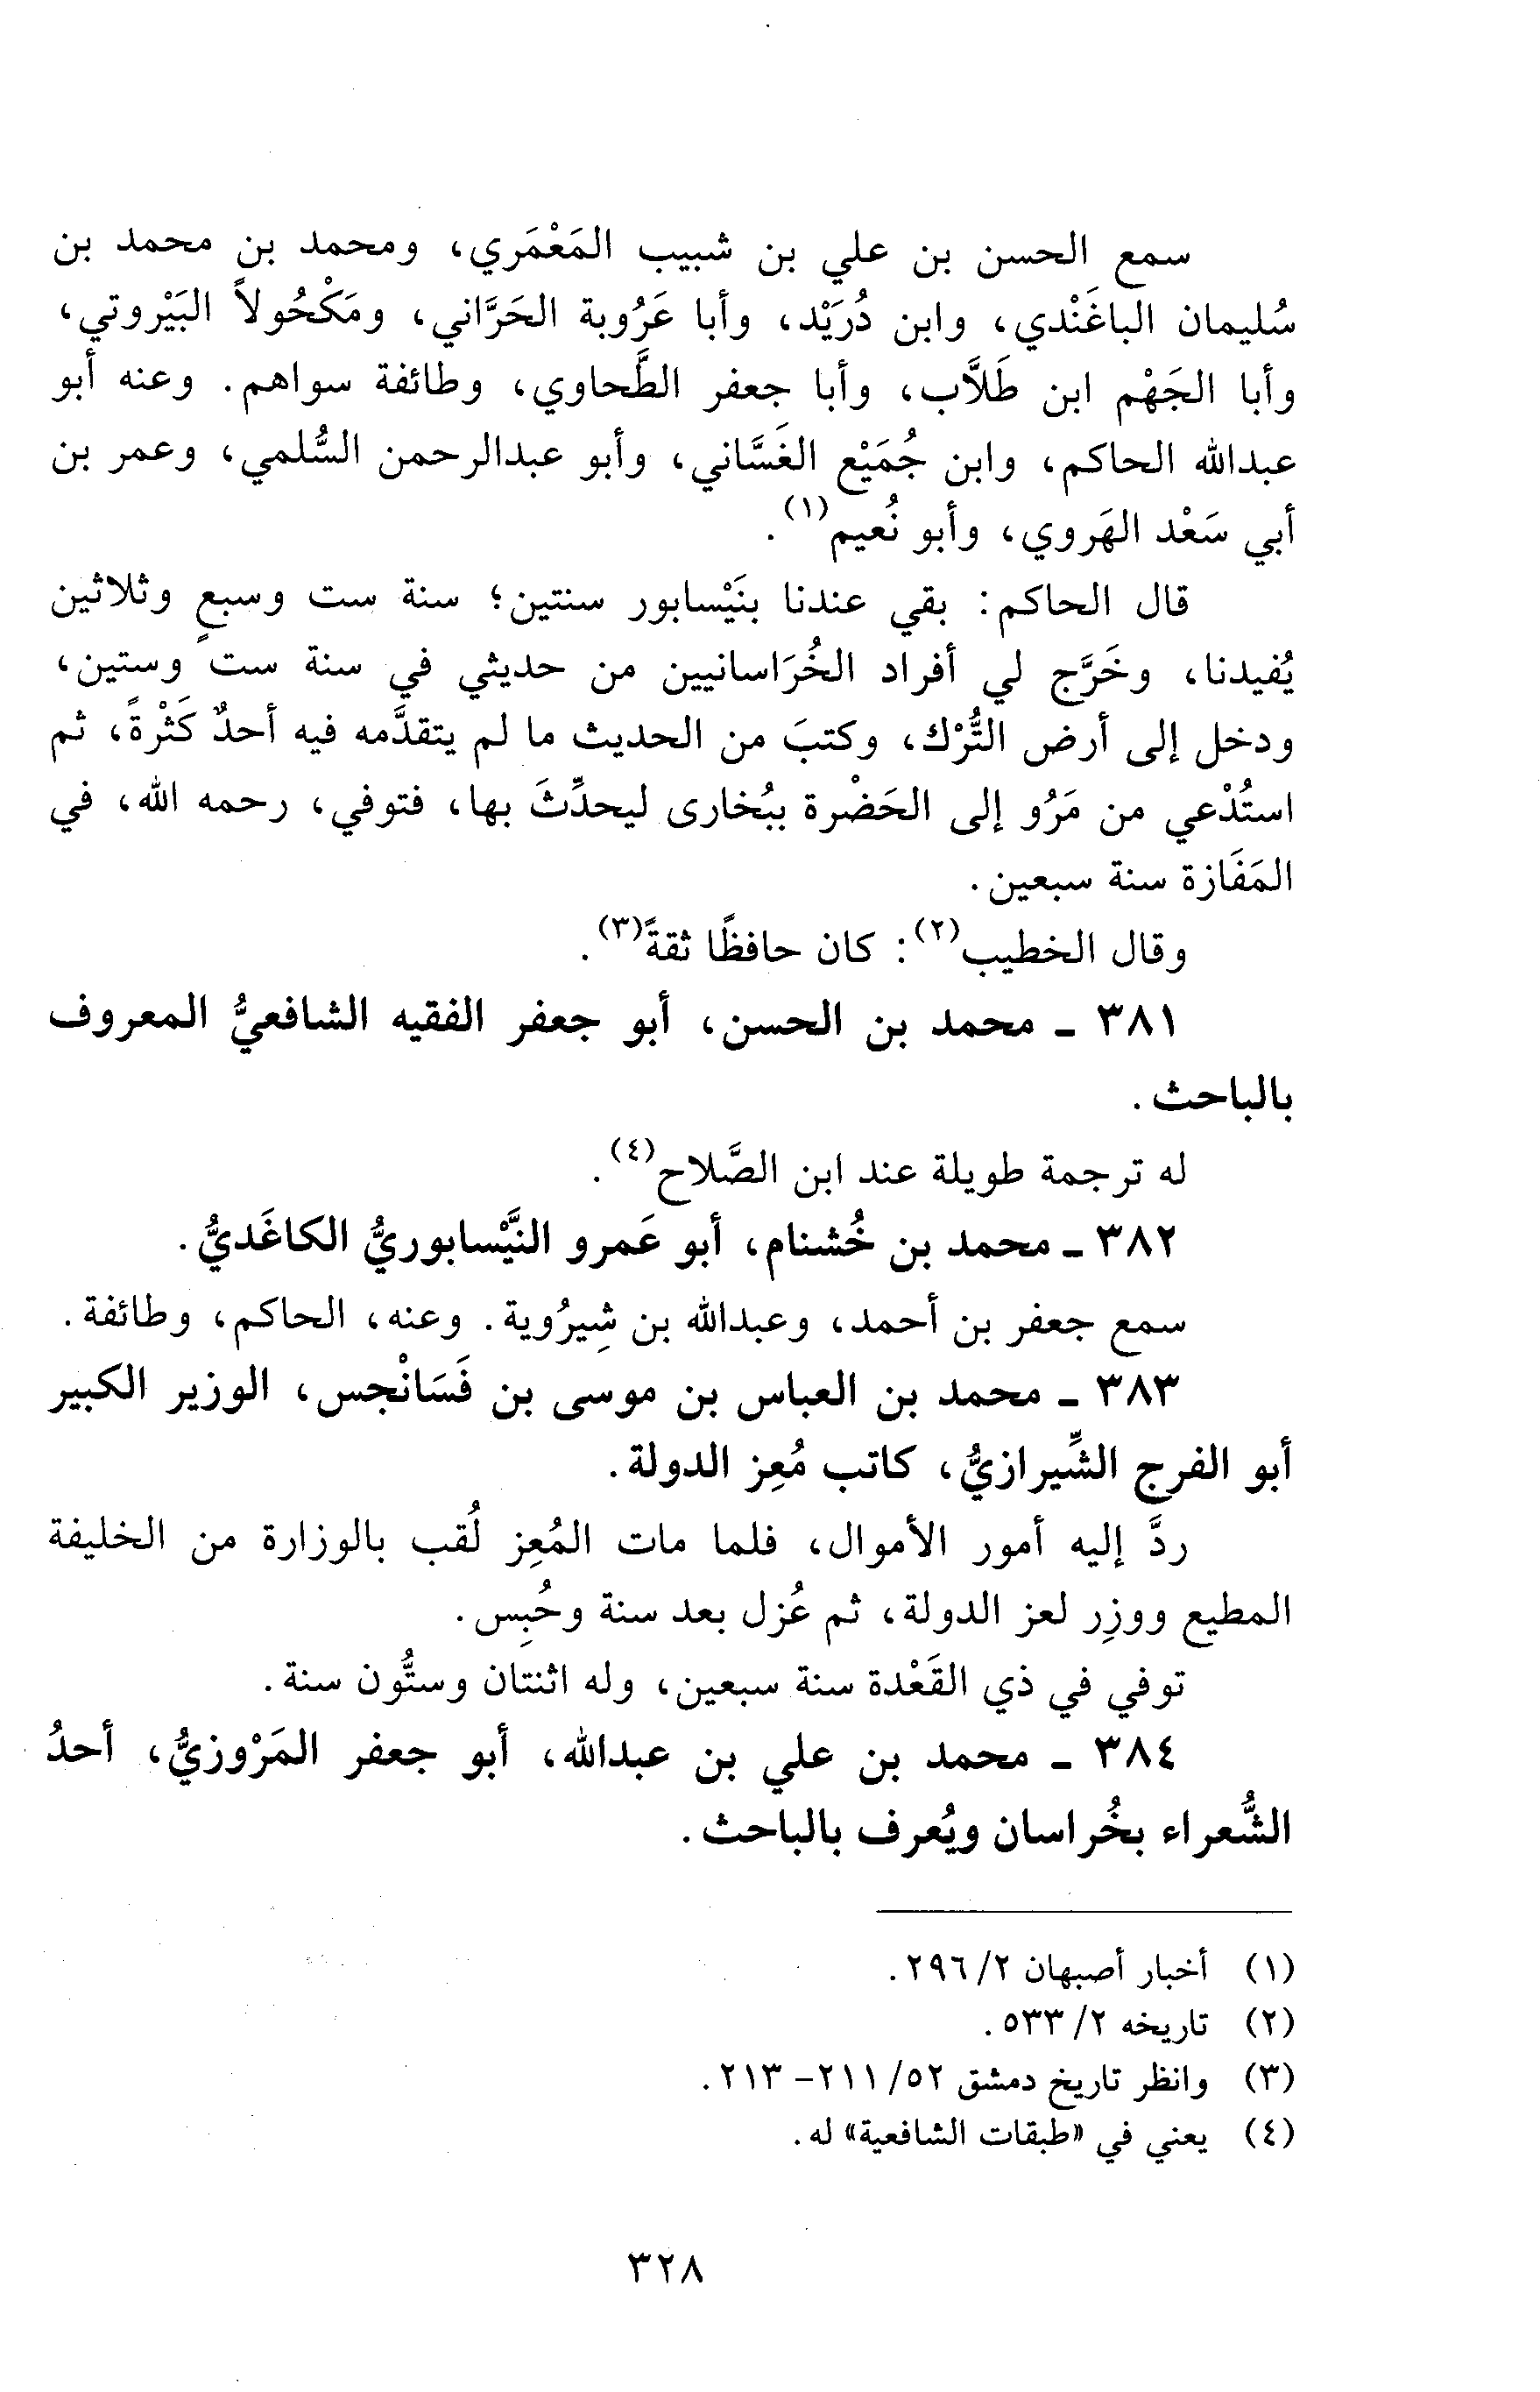 سمع الحسن بن علي بن شبيب المَعْمَري، ومحمد بن محمد بن
سُليمان الباغَنْدي، وابن دُرَيْد، وأبا عَرُوبة الحَرَّاني، ومَكْحُولاً البَيْروتي،
وأبا الجَهْم ابن طَلاَّب، وأبا جعفر الطَّحاوي، وطائفة سواهم. وعنه أبو
عبدالله الحاكم، وابن جُمَيْع الغَسَّاني، وأبو عبدالرحمن السُّلمي، وعمر بن
أبي سَعْد الهَروي، وأبو نُعيم(١).
قال الحاكم: بقي عندنا بنَيْسابور سنتين؛ سنة ست وسبعٍ وثلاثين
يُفيدنا، وخَرَّج لي أفراد الخُرَاسانيين من حديثي في سنة ست وستين،
ودخل إلى أرض التُّرْك، وكتبَ من الحديث ما لم يتقدَّمه فيه أحدٌ كَثْرةً، ثم
استُدْعي من مَرُو إلى الحَضْرة ببُخارى ليحدِّثَ بها، فتوفي، رحمه الله، في
المَفَازة سنة سبعين.
وقال الخطيب(٢): كان حافظًا ثقةً(٣).
٣٨١ ـ محمد بن الحسن، أبو جعفر الفقيه الشافعيُّ المعروف
بالباحث.
له ترجمة طويلة عند ابن الصَّلاح(٤).
٣٨٢ ـ محمد بن خُشنام، أبو عَمرو النَّيْسابوريُّ الكاغَديُّ.
سمع جعفر بن أحمد، وعبدالله بن شِيرُوية. وعنه، الحاكم، وطائفة.
٣٨٣ ـ محمد بن العباس بن موسى بن فَسَانْجس، الوزير الكبير
أبو الفرج الشِّيرازيُّ، كاتب مُعِز الدولة.
ردَّ إليه أمور الأموال، فلما مات المُعِز لُقب بالوزارة من الخليفة
المطيع ووزِر لعز الدولة، ثم عُزل بعد سنة وحُبِس.
توفي في ذي القَعْدة سنة سبعين، وله اثنتان وستُّون سنة.
٣٨٤ ـ محمد بن علي بن عبدالله، أبو جعفر المَرْوزيُّ، أحدُ
الشُّعراء بخُراسان ويُعرف بالباحث.
(١) أخبار أصبهان ٢/ ٢٩٦.
(٢) تاريخه ٢/ ٥٣٣.
(٣) وانظر تاريخ دمشق ٥٢/ ٢١١- ٢١٣.
(٤) يعني في «طبقات الشافعية» له.
٣٢٨